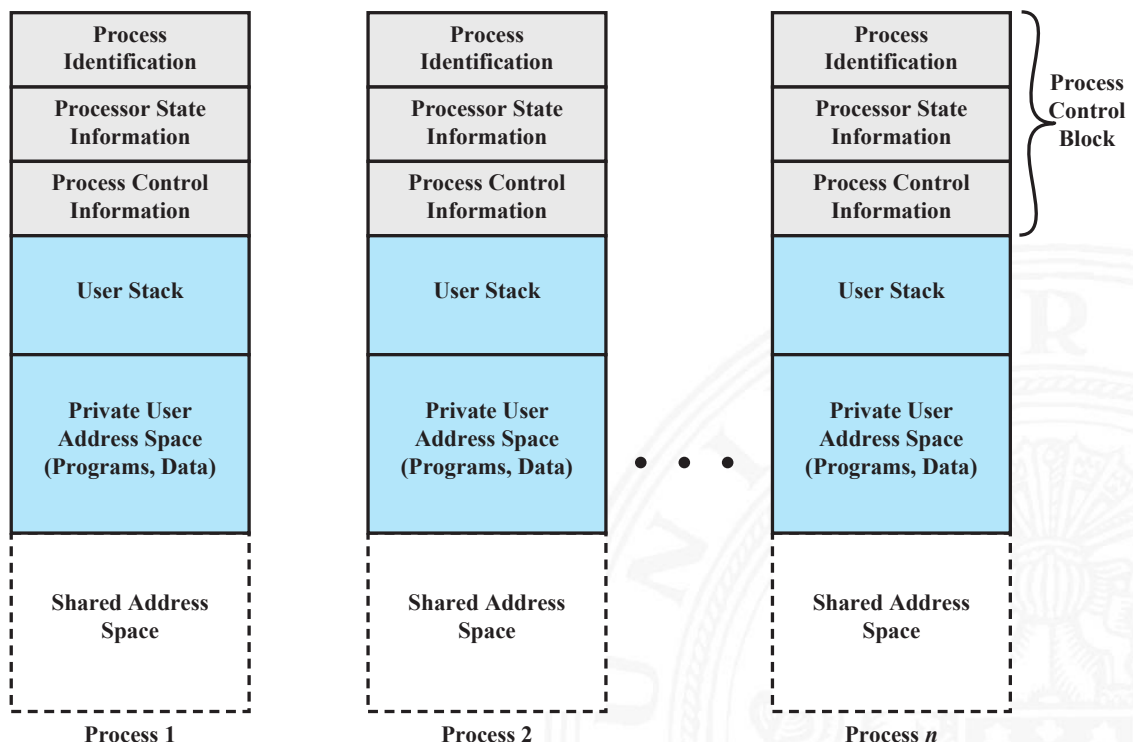 Process
Identification
Processor State
Information
Process Control
Information
User Stack
Private User
Address Space
(Programs, Data)
Shared Address
Space
Process 1
Process
Identification
Processor State
Information
Process Control
Information
User Stack
Private User
Address Space
(Programs, Data)
Shared Address
Space
Process 2
• • •
Process
Identification
Processor State
Information
Process Control
Information
User Stack
Private User
Address Space
(Programs, Data)
Shared Address
Space
Process n
Process
Control
Block
U N I
R